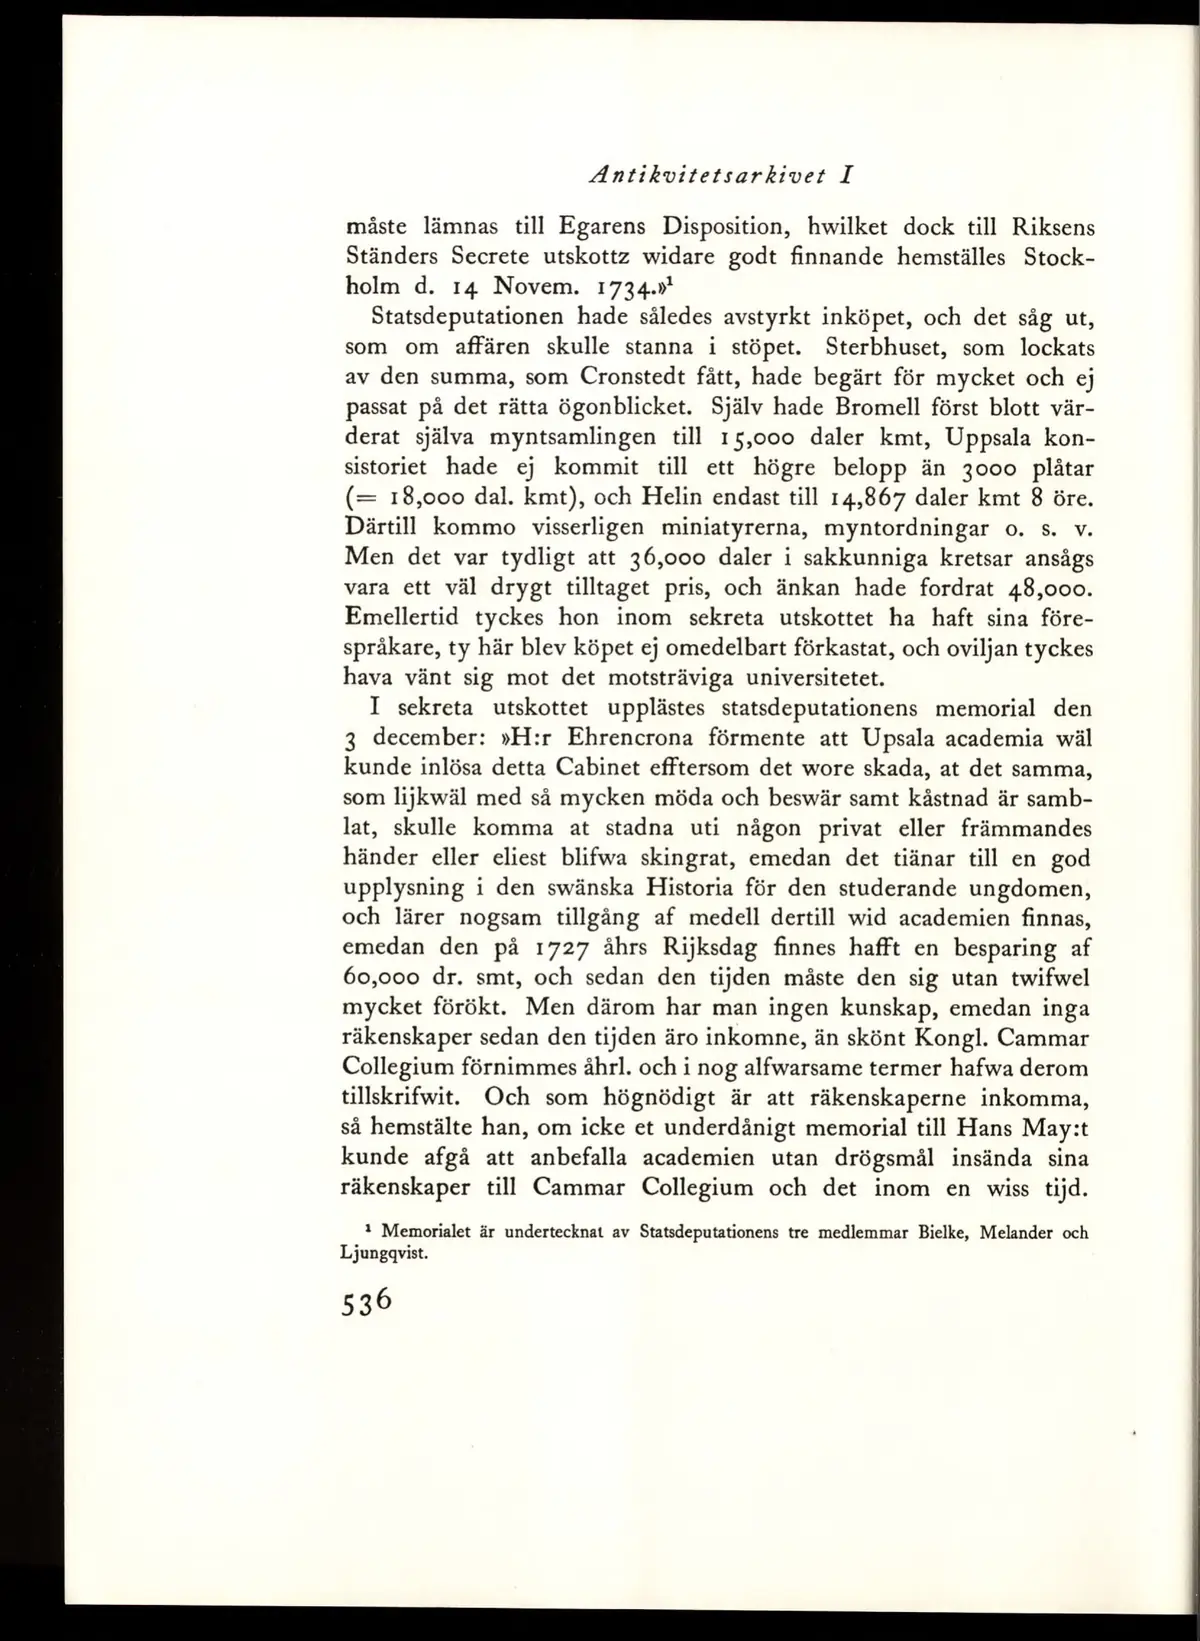 Antikvitetsarkivet I
måste lämnas till Egarens Disposition, hwilket dock till Riksens
Ständers Secrete utskottz widare godt finnande hemställes Stock-
holm d. 14 Novem. 1734.»¹
Statsdeputationen hade således avstyrkt inköpet, och det såg ut,
som om affären skulle stanna i stöpet. Sterbhuset, som lockats
av den summa, som Cronstedt fått, hade begärt för mycket och ej
passat på det rätta ögonblicket. Själv hade Bromell först blott vär-
derat själva myntsamlingen till 15,000 daler kmt, Uppsala kon-
sistoriet hade ej kommit till ett högre belopp än 3000 plåtar
(= 18,000 dal. kmt), och Helin endast till 14,867 daler kmt 8 öre.
Därtill kommo visserligen miniatyrerna, myntordningar o. s. v.
Men det var tydligt att 36,000 daler i sakkunniga kretsar ansågs
vara ett väl drygt tilltaget pris, och änkan hade fordrat 48,000.
Emellertid tyckes hon inom sekreta utskottet ha haft sina före-
språkare, ty här blev köpet ej omedelbart förkastat, och oviljan tyckes
hava vänt sig mot det motsträviga universitetet.
I sekreta utskottet upplästes statsdeputationens memorial den
3 december: »H:r Ehrencrona förmente att Upsala academia wäl
kunde inlösa detta Cabinet efftersom det wore skada, at det samma,
som lijkwäl med så mycken möda och beswär samt kåstnad är samb-
lat, skulle komma at stadna uti någon privat eller främmandes
händer eller eliest blifwa skingrat, emedan det tiänar till en god
upplysning i den swänska Historia för den studerande ungdomen,
och lärer nogsam tillgång af medell dertill wid academien finnas,
emedan den på 1727 åhrs Rijksdag finnes hafft en besparing af
60,000 dr. smt, och sedan den tijden måste den sig utan twifwel
mycket förökt. Men därom har man ingen kunskap, emedan inga
räkenskaper sedan den tijden äro inkomne, än skönt Kongl. Cammar
Collegium förnimmes åhrl. och i nog alfwarsame termer hafwa derom
tillskrifwit. Och som högnödigt är att räkenskaperne inkomma,
så hemstälte han, om icke et underdånigt memorial till Hans May:t
kunde afgå att anbefalla academien utan drögsmål insända sina
räkenskaper till Cammar Collegium och det inom en wiss tijd.
¹ Memorialet är undertecknat av Statsdeputationens tre medlemmar Bielke, Melander och
Ljungqvist.
536